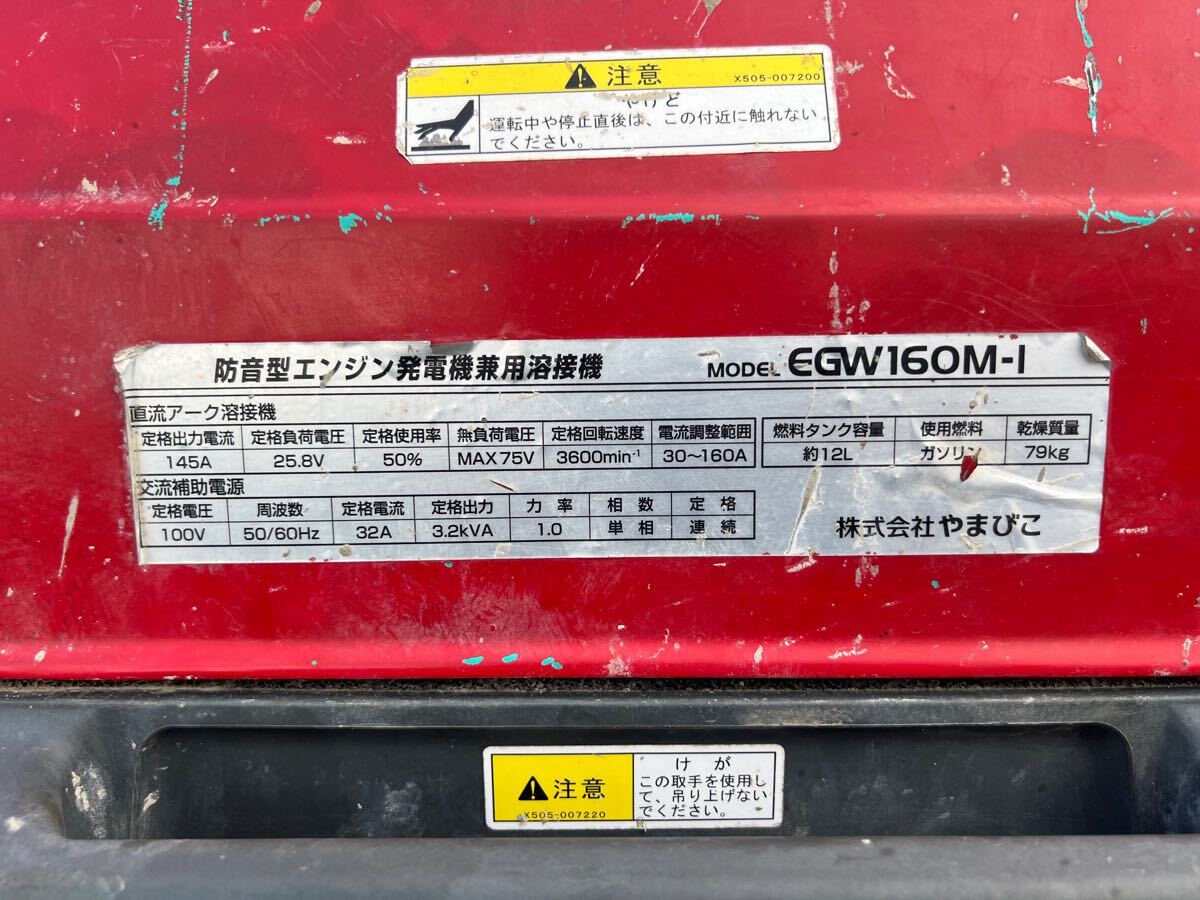 注意 X505-007200
やけど
運転中や停止直後は、この付近に触れない
でください。
防音型エンジン発電機兼用溶接機 MODEL EGW160M-I
直流アーク溶接機
定格出力電流 定格負荷電圧 定格使用率 無負荷電圧 定格回転速度 電流調整範囲 燃料タンク容量 使用燃料 乾燥質量
145A 25.8V 50% MAX75V 3600min⁻¹ 30〜160A 約12L ガソリン 79kg
交流補助電源
定格電圧 周波数 定格電流 定格出力 力率 相数 定格
100V 50/60Hz 32A 3.2kVA 1.0 単相 連続
株式会社やまびこ
注意
X505-007220
けが
この取手を使用し
て、吊り上げない
でください。